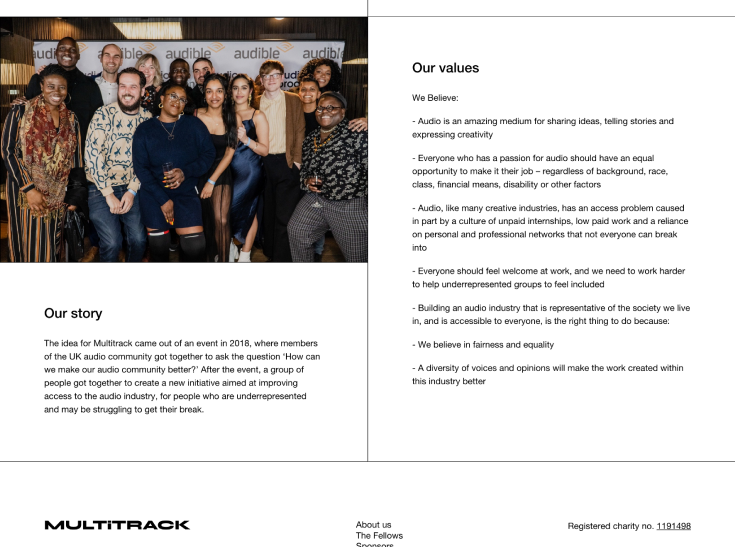 audible audible audible audible
Our story
The idea for Multitrack came out of an event in 2018, where members
of the UK audio community got together to ask the question ‘How can
we make our audio community better?’ After the event, a group of
people got together to create a new initiative aimed at improving
access to the audio industry, for people who are underrepresented
and may be struggling to get their break.
Our values
We Believe:
- Audio is an amazing medium for sharing ideas, telling stories and
expressing creativity
- Everyone who has a passion for audio should have an equal
opportunity to make it their job – regardless of background, race,
class, financial means, disability or other factors
- Audio, like many creative industries, has an access problem caused
in part by a culture of unpaid internships, low paid work and a reliance
on personal and professional networks that not everyone can break
into
- Everyone should feel welcome at work, and we need to work harder
to help underrepresented groups to feel included
- Building an audio industry that is representative of the society we live
in, and is accessible to everyone, is the right thing to do because:
- We believe in fairness and equality
- A diversity of voices and opinions will make the work created within
this industry better
MULTITRACK
About us
The Fellows
Sponsors
Registered charity no. 1191498